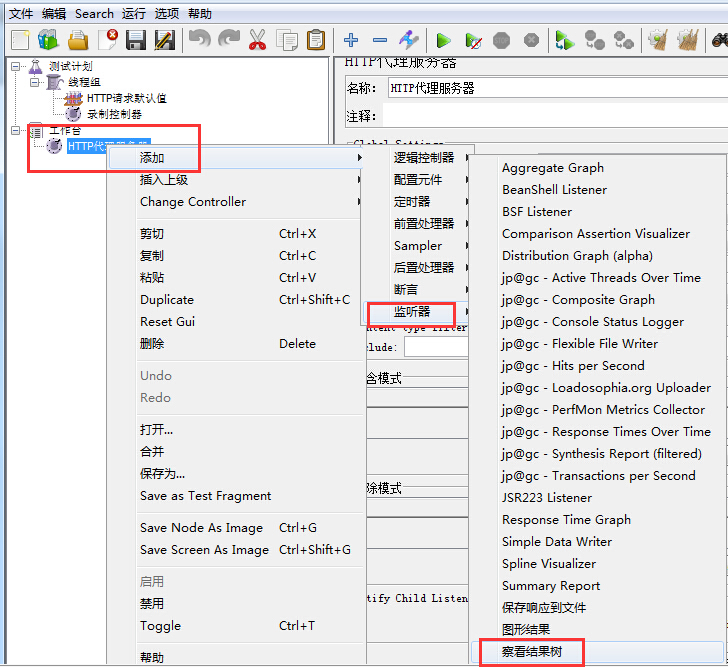 文件 编辑 Search 运行 选项 帮助
测试计划
线程组
HTTP请求默认值
录制控制器
工作台
HTTP代理服务器
HTTP代理服务器
名称： HTTP代理服务器
注释：
Global Settings
添加
插入上级
Change Controller
剪切 Ctrl+X
复制 Ctrl+C
粘贴 Ctrl+V
Duplicate Ctrl+Shift+C
Reset Gui
删除 Delete
Undo
Redo
打开...
合并
保存为...
Save as Test Fragment
Save Node As Image Ctrl+G
Save Screen As Image Ctrl+Shift+G
启用
禁用
Toggle Ctrl+T
帮助
逻辑控制器
配置元件
定时器
前置处理器
Sampler
后置处理器
断言
监听器
ntent type filter
clude:
含模式
除模式
tify Child Listen
Aggregate Graph
BeanShell Listener
BSF Listener
Comparison Assertion Visualizer
Distribution Graph (alpha)
jp@gc - Active Threads Over Time
jp@gc - Composite Graph
jp@gc - Console Status Logger
jp@gc - Flexible File Writer
jp@gc - Hits per Second
jp@gc - Loadosophia.org Uploader
jp@gc - PerfMon Metrics Collector
jp@gc - Response Times Over Time
jp@gc - Synthesis Report (filtered)
jp@gc - Transactions per Second
JSR223 Listener
Response Time Graph
Simple Data Writer
Spline Visualizer
Summary Report
保存响应到文件
图形结果
察看结果树